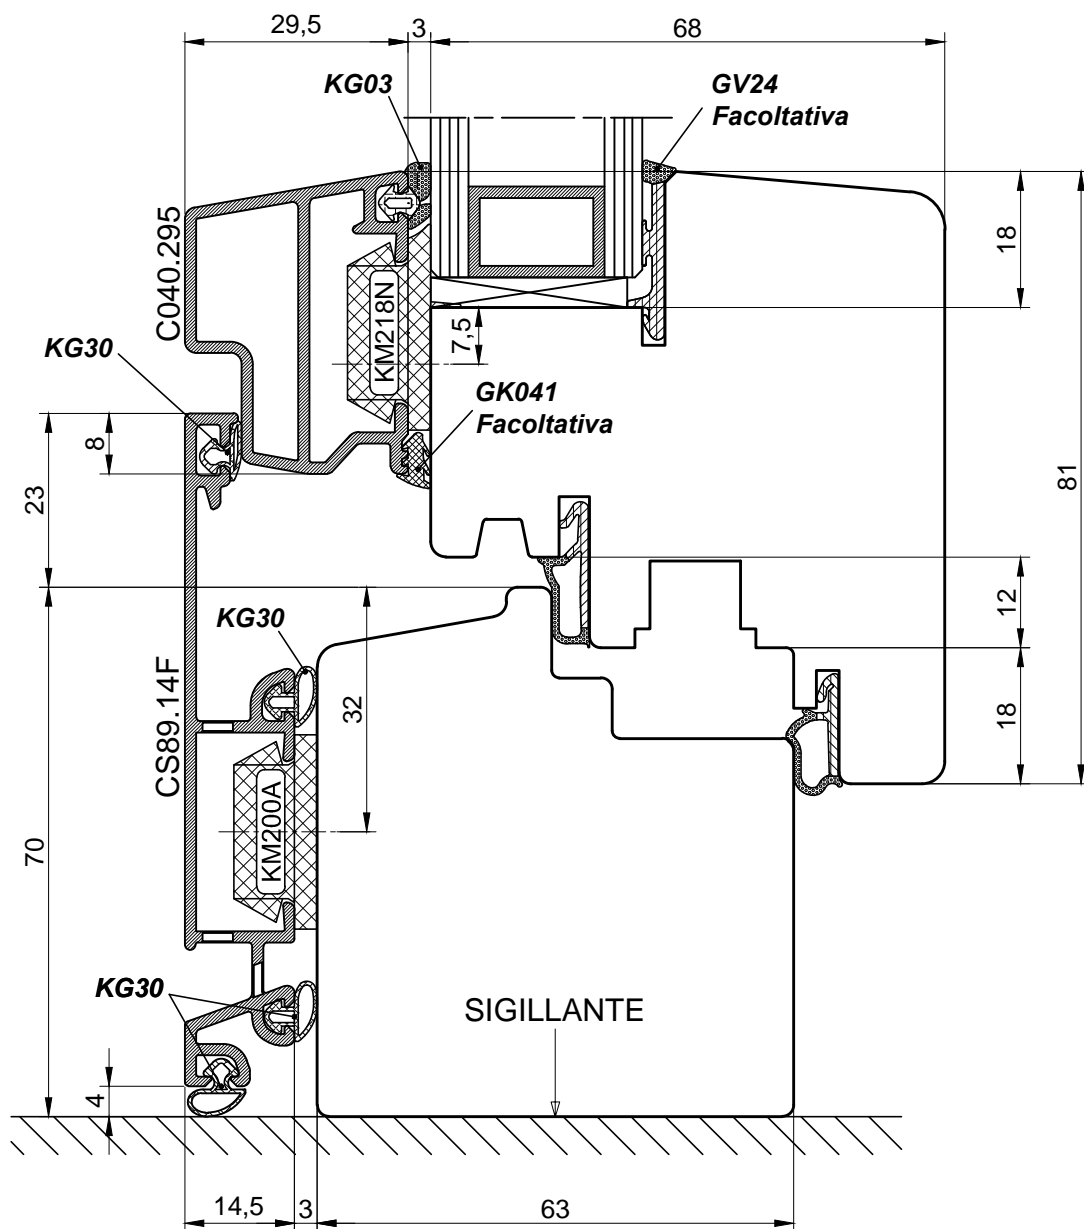 29,5
3
68
KG03
GV24
Facoltativa
C040.295
KM218N
18
KG30
7,5
GK041
Facoltativa
8
23
81
12
KG30
32
CS89.14F
18
KM200A
70
KG30
SIGILLANTE
4
14,5
3
63